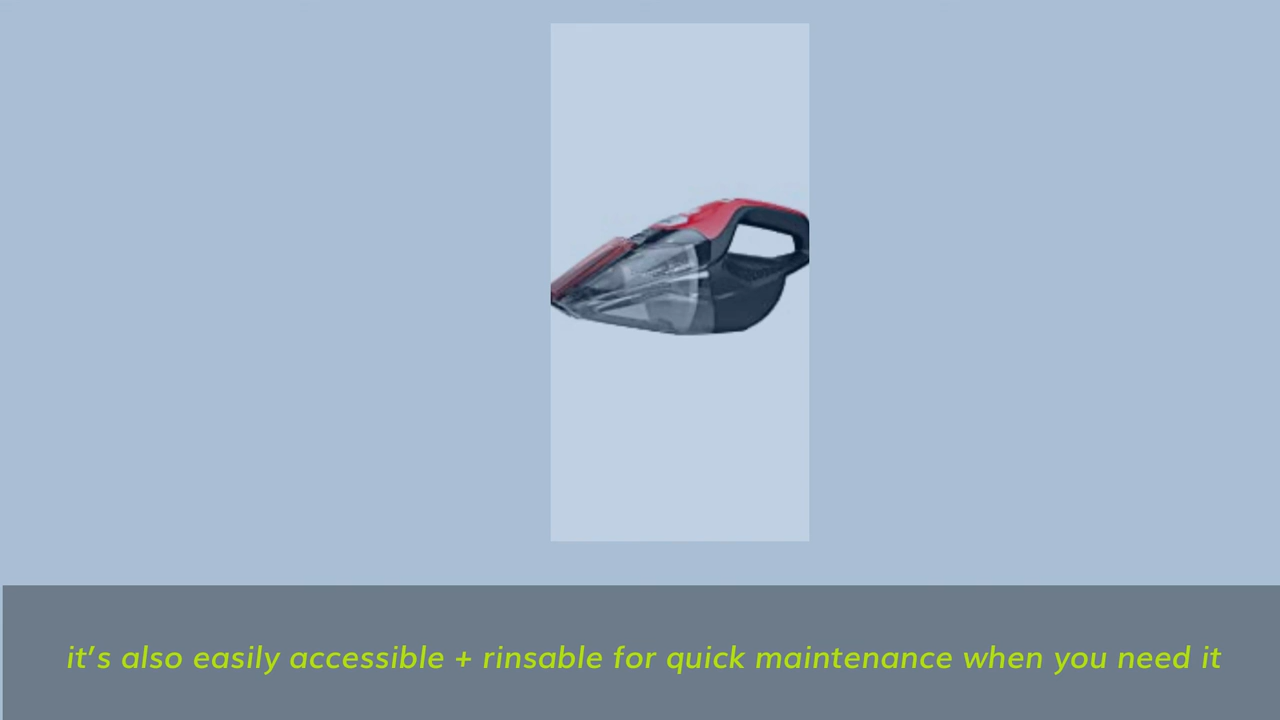 it's also easily accessible + rinsable for quick maintenance when you need it